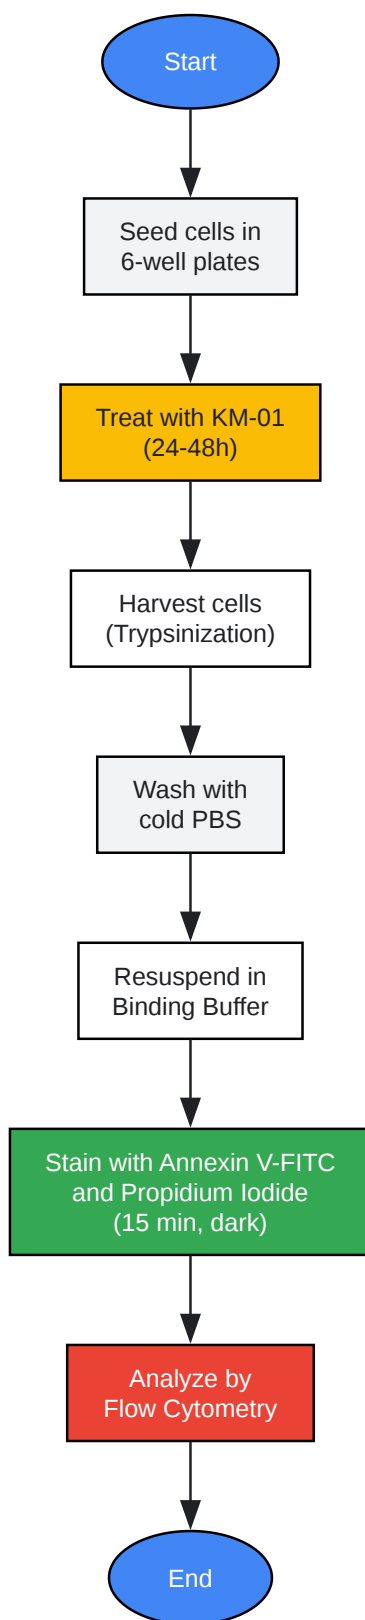 Start
Seed cells in
6-well plates
Treat with KM-01
(24-48h)
Harvest cells
(Trypsinization)
Wash with
cold PBS
Resuspend in
Binding Buffer
Stain with Annexin V-FITC
and Propidium Iodide
(15 min, dark)
Analyze by
Flow Cytometry
End